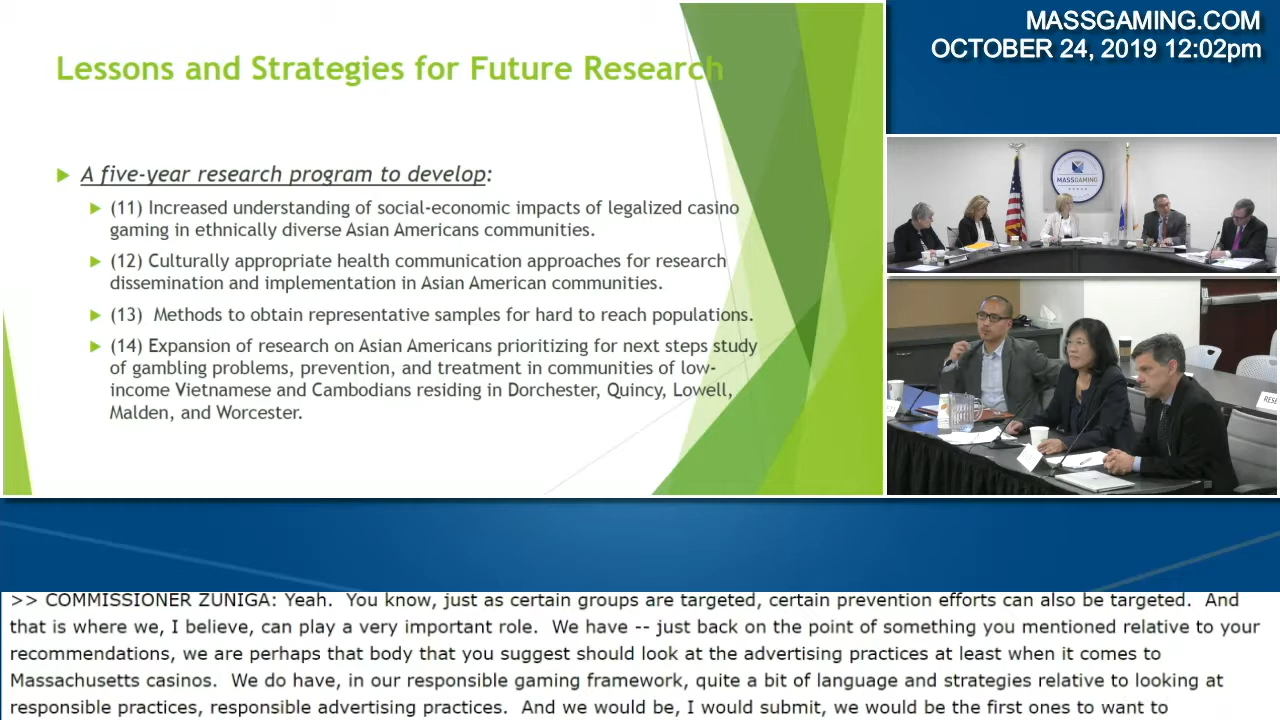 Lessons and Strategies for Future Research
A five-year research program to develop:
(11) Increased understanding of social-economic impacts of legalized casino
gaming in ethnically diverse Asian Americans communities.
(12) Culturally appropriate health communication approaches for research
dissemination and implementation in Asian American communities.
(13) Methods to obtain representative samples for hard to reach populations.
(14) Expansion of research on Asian Americans prioritizing for next steps study
of gambling problems, prevention, and treatment in communities of low-
income Vietnamese and Cambodians residing in Dorchester, Quincy, Lowell,
Malden, and Worcester.
MASSGAMING.COM
OCTOBER 24, 2019 12:02pm
MASSGAMING
>> COMMISSIONER ZUNIGA: Yeah. You know, just as certain groups are targeted, certain prevention efforts can also be targeted. And
that is where we, I believe, can play a very important role. We have -- just back on the point of something you mentioned relative to your
recommendations, we are perhaps that body that you suggest should look at the advertising practices at least when it comes to
Massachusetts casinos. We do have, in our responsible gaming framework, quite a bit of language and strategies relative to looking at
responsible practices, responsible advertising practices. And we would be, I would submit, we would be the first ones to want to